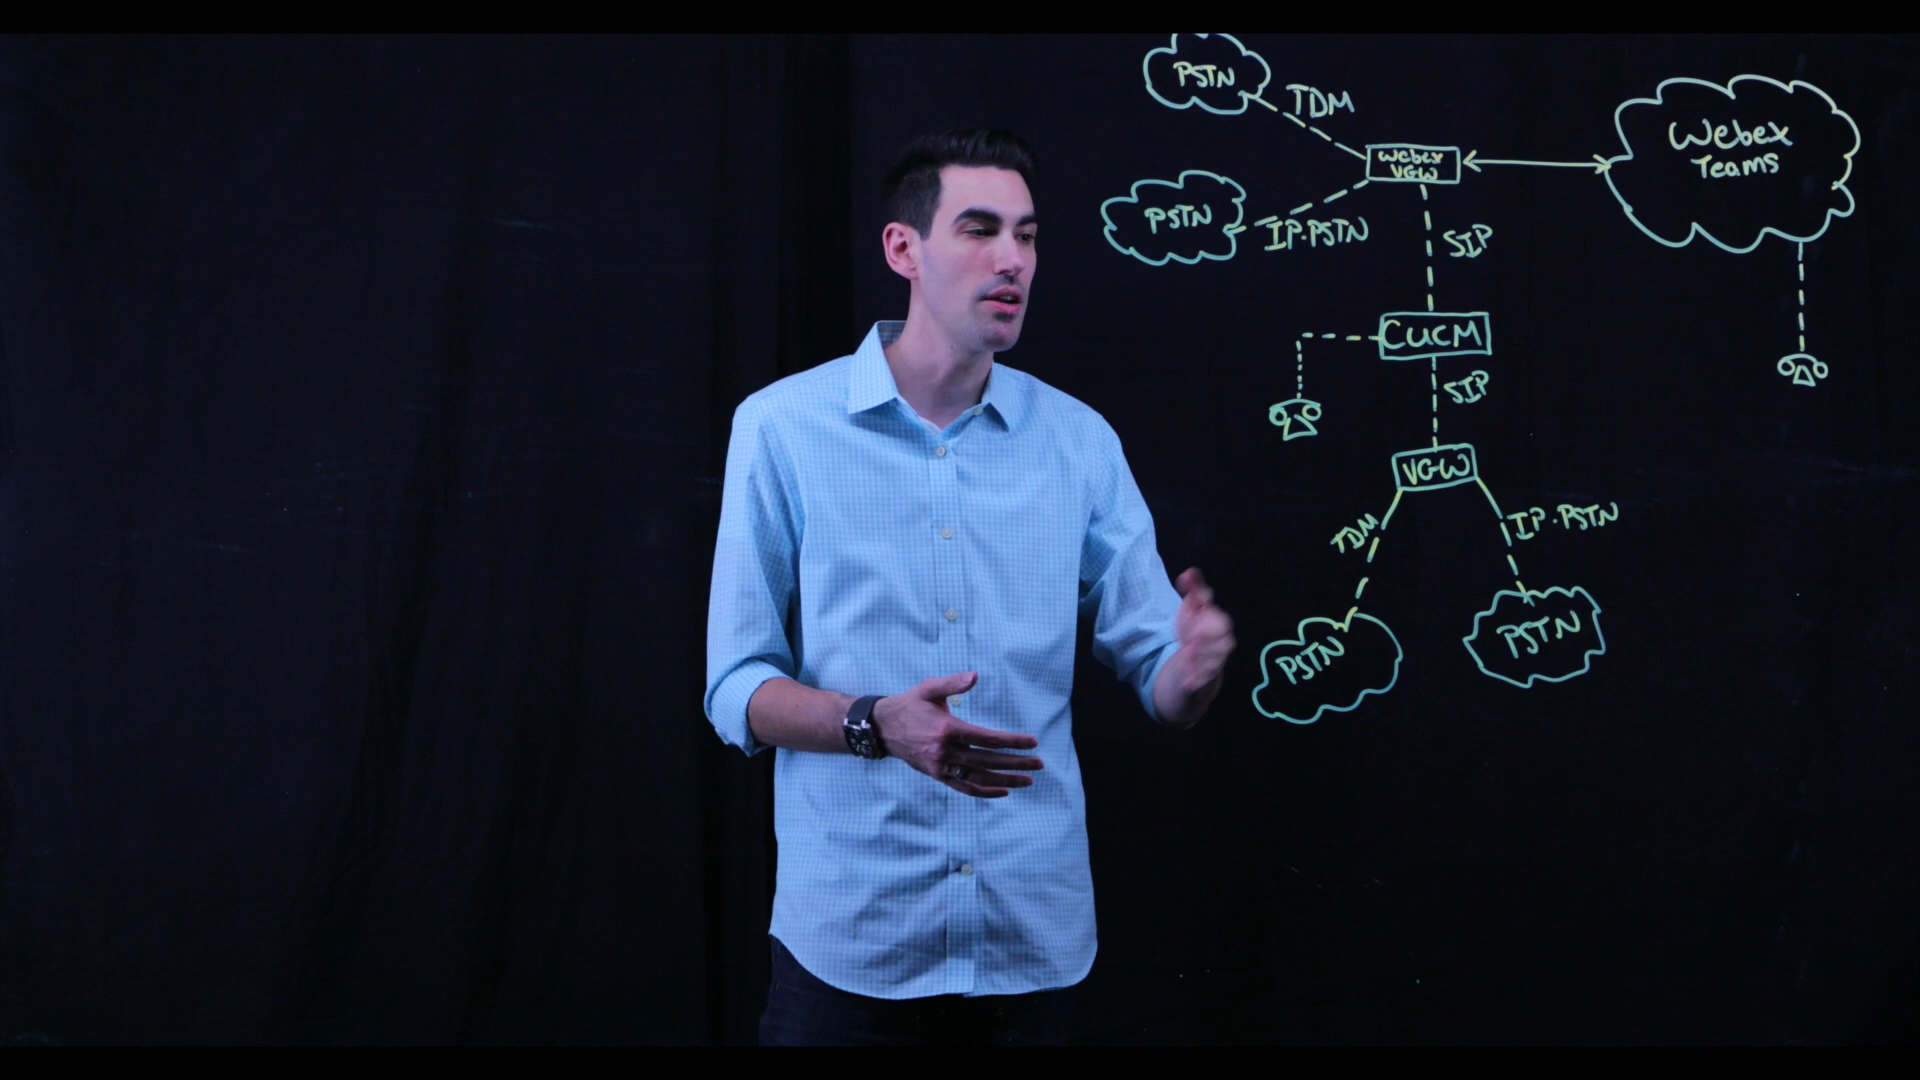 PSTN
TDM
Webex
Teams
Webex
VGW
PSTN
IP-PSTN
SIP
CUCM
SIP
VGW
TDM
IP-PSTN
PSTN
PSTN